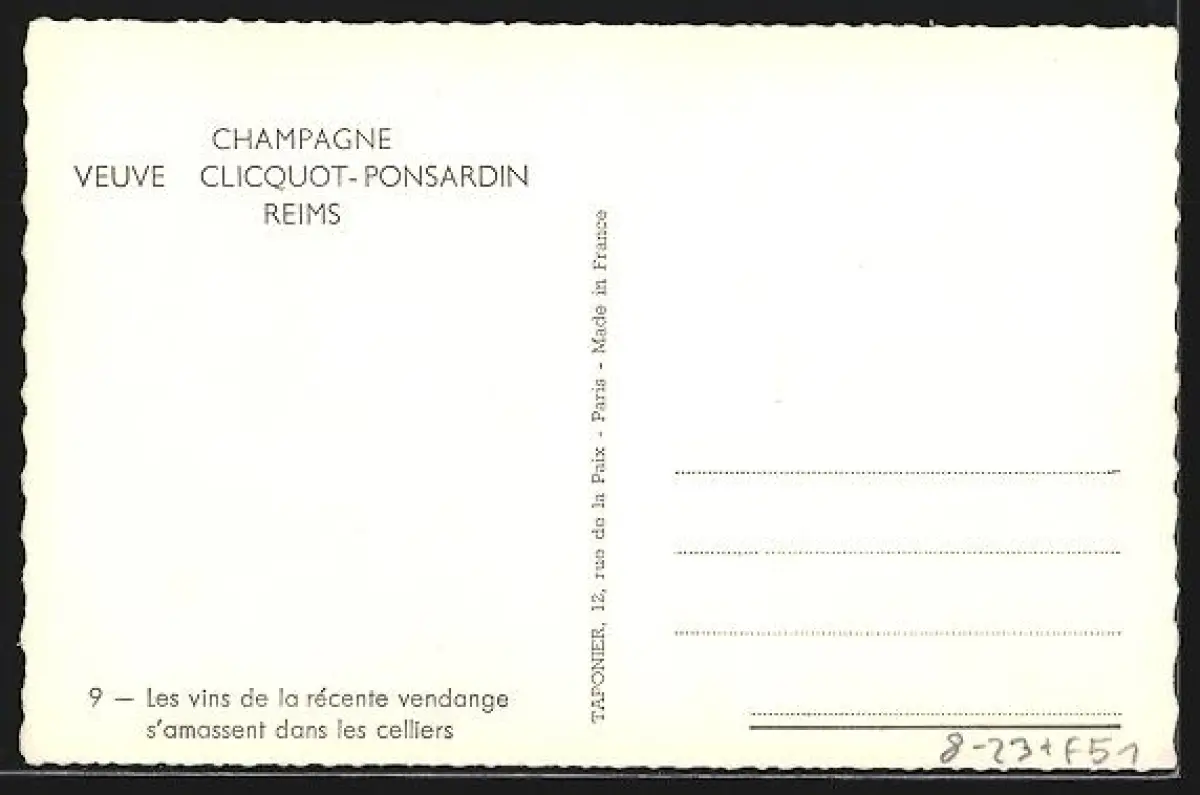 CHAMPAGNE
VEUVE CLICQUOT-PONSARDIN
REIMS
9 — Les vins de la récente vendange
s'amassent dans les celliers
TAPONIER, 12, rue de la Paix - Paris - Made in France
8-23+F51